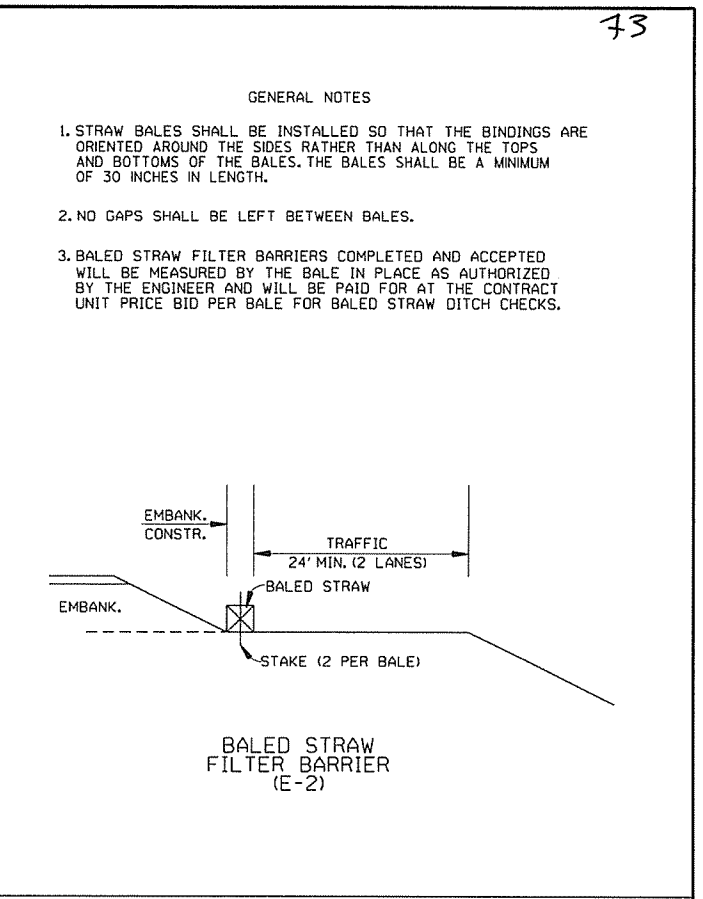 73
GENERAL NOTES
1. STRAW BALES SHALL BE INSTALLED SO THAT THE BINDINGS ARE
ORIENTED AROUND THE SIDES RATHER THAN ALONG THE TOPS
AND BOTTOMS OF THE BALES. THE BALES SHALL BE A MINIMUM
OF 30 INCHES IN LENGTH.
2. NO GAPS SHALL BE LEFT BETWEEN BALES.
3. BALED STRAW FILTER BARRIERS COMPLETED AND ACCEPTED
WILL BE MEASURED BY THE BALE IN PLACE AS AUTHORIZED
BY THE ENGINEER AND WILL BE PAID FOR AT THE CONTRACT
UNIT PRICE BID PER BALE FOR BALED STRAW DITCH CHECKS.
EMBANK.
CONSTR.
TRAFFIC
24' MIN. (2 LANES)
BALED STRAW
EMBANK.
STAKE (2 PER BALE)
BALED STRAW
FILTER BARRIER
(E-2)